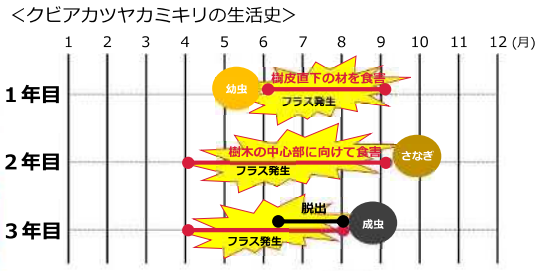 ＜クビアカツヤカミキリの生活史＞
1 2 3 4 5 6 7 8 9 10 11 12 (月)
樹皮直下の材を食害
1年目
幼虫
フラス発生
樹木の中心部に向けて食害
さなぎ
2年目
フラス発生
脱出
成虫
3年目
フラス発生